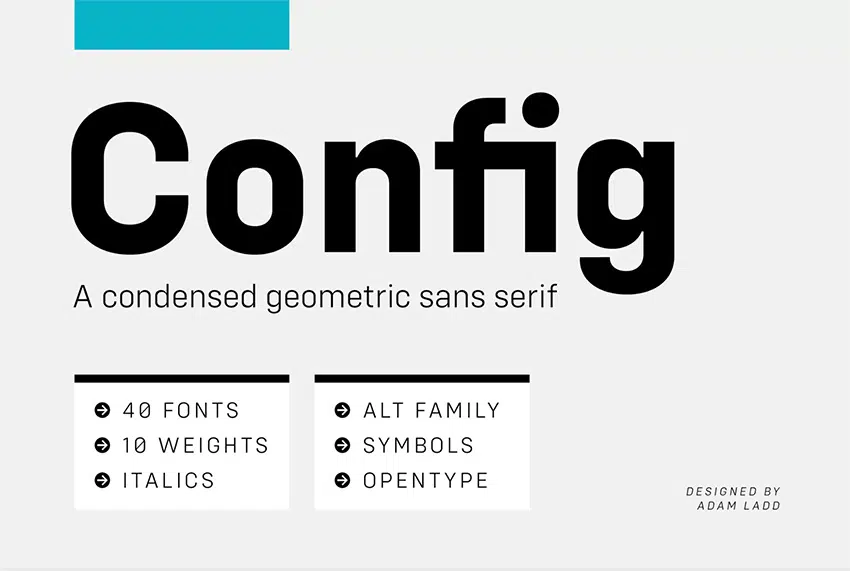 Config
A condensed geometric sans serif
40 FONTS
10 WEIGHTS
ITALICS
ALT FAMILY
SYMBOLS
OPENTYPE
DESIGNED BY
ADAM LADD